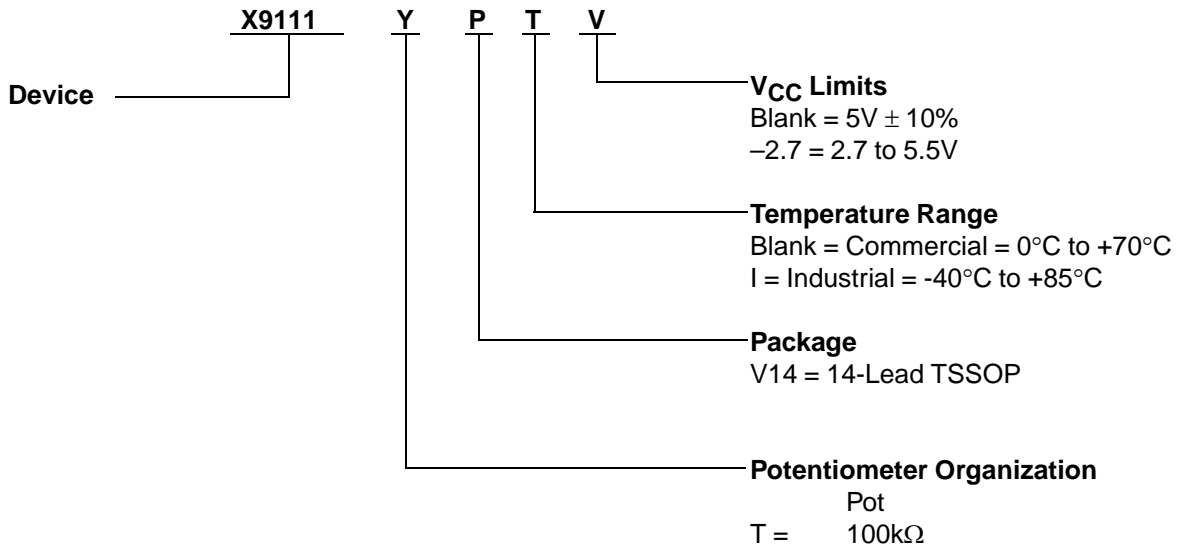 X9111 Y P T V
Device
VCC Limits
Blank = 5V ± 10%
–2.7 = 2.7 to 5.5V
Temperature Range
Blank = Commercial = 0°C to +70°C
I = Industrial = -40°C to +85°C
Package
V14 = 14-Lead TSSOP
Potentiometer Organization
Pot
T = 100kΩ